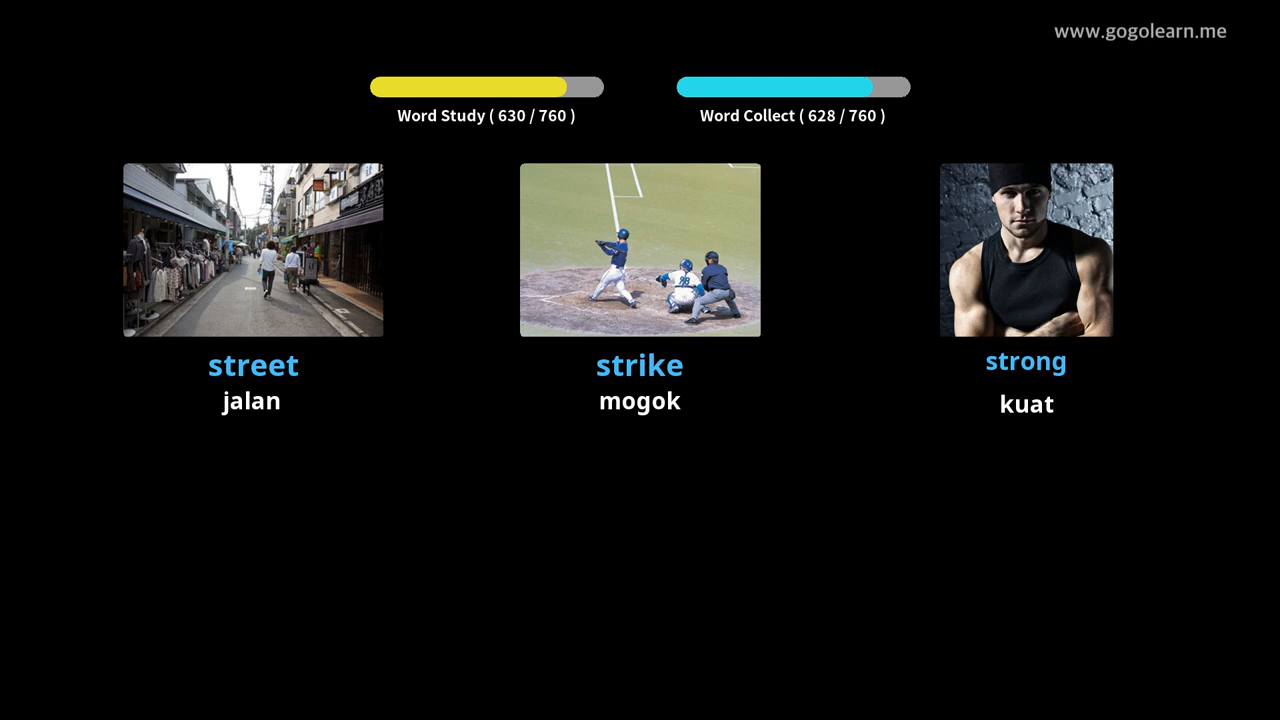 www.gogolearn.me
Word Study ( 630 / 760 )
Word Collect ( 628 / 760 )
street
jalan
strike
mogok
strong
kuat